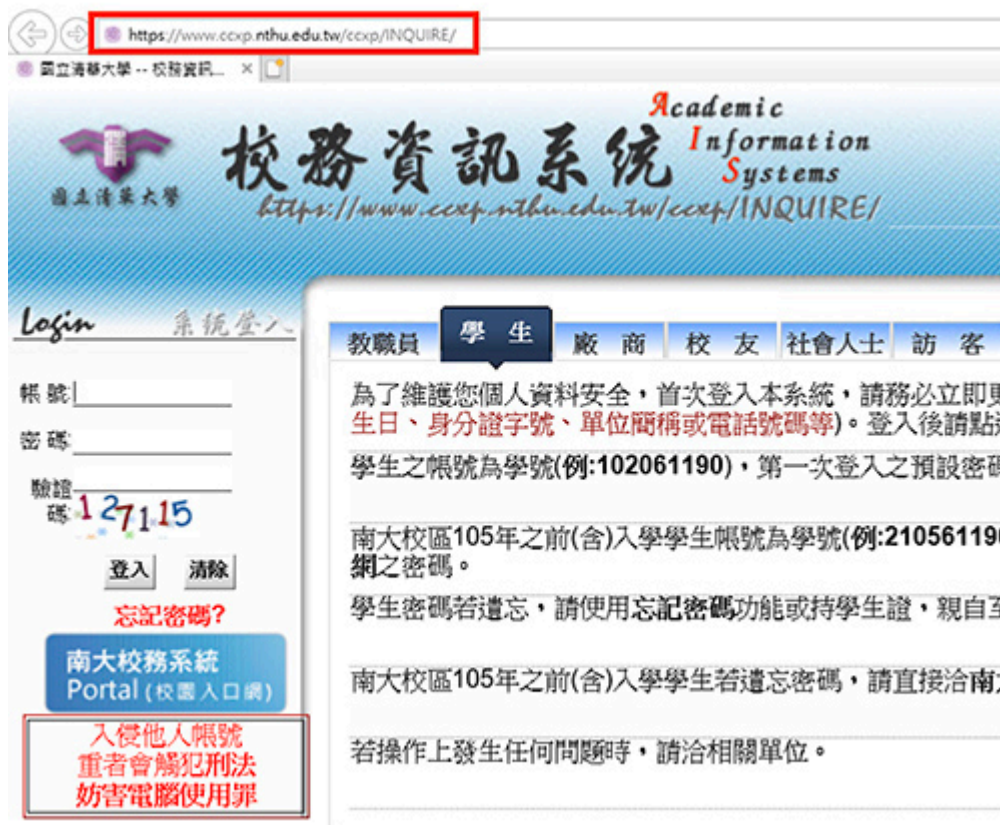 https://www.ccxp.nthu.edu.tw/ccxp/INQUIRE/
國立清華大學 -- 校務資訊...
國立清華大學
校務資訊系統
Academic
Information
Systems
https://www.ccxp.nthu.edu.tw/ccxp/INQUIRE/
Login 系統登入
帳號:
密碼:
驗證
碼:
127115
登入 清除
忘記密碼?
南大校務系統
Portal (校園入口網)
入侵他人帳號
重者會觸犯刑法
妨害電腦使用罪
教職員 學 生 廠 商 校 友 社會人士 訪 客
為了維護您個人資料安全，首次登入本系統，請務必立即更
生日、身分證字號、單位簡稱或電話號碼等)。登入後請點
學生之帳號為學號(例:102061190)，第一次登入之預設密碼
南大校區105年之前(含)入學學生帳號為學號(例:210561190
網之密碼。
學生密碼若遺忘，請使用忘記密碼功能或持學生證，親自至
南大校區105年之前(含)入學學生若遺忘密碼，請直接洽南
若操作上發生任何問題時，請洽相關單位。